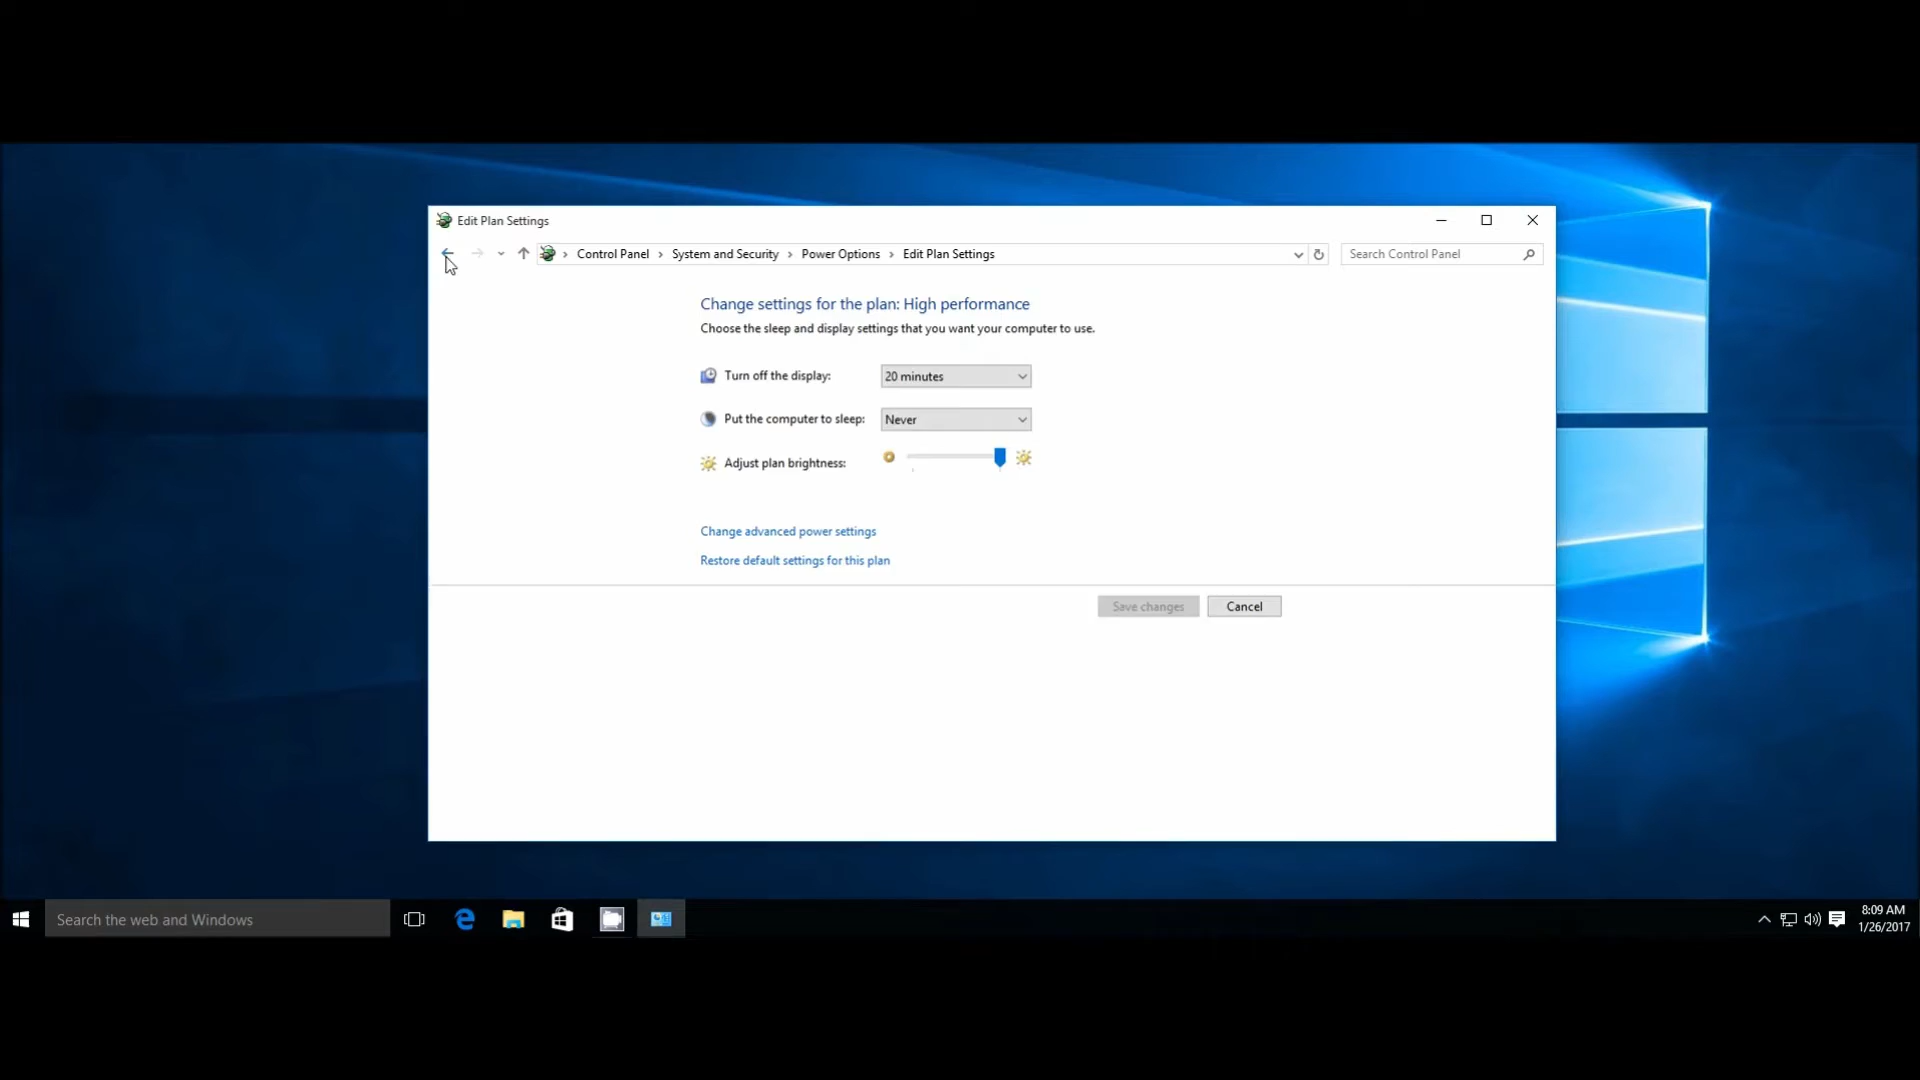 Edit Plan Settings
Control Panel > System and Security > Power Options > Edit Plan Settings
Search Control Panel
Change settings for the plan: High performance
Choose the sleep and display settings that you want your computer to use.
Turn off the display: 20 minutes
Put the computer to sleep: Never
Adjust plan brightness:
Change advanced power settings
Restore default settings for this plan
Save changes Cancel
Search the web and Windows
8:09 AM
1/26/2017